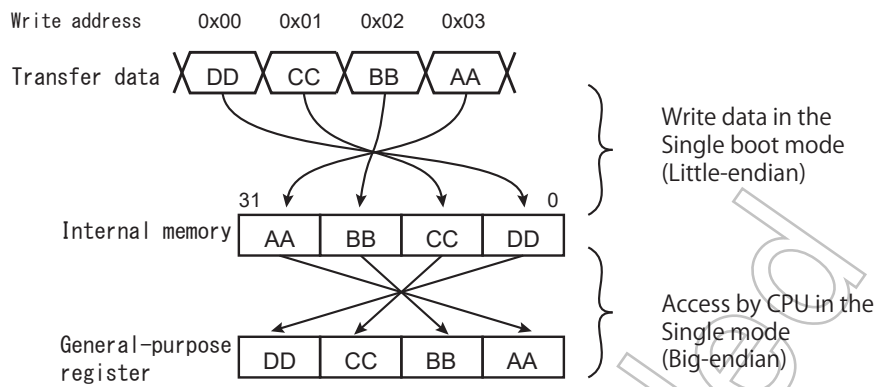 Write address 0x00 0x01 0x02 0x03
Transfer data DD CC BB AA
Write data in the
Single boot mode
(Little-endian)
31 0
Internal memory AA BB CC DD
Access by CPU in the
Single mode
(Big-endian)
General-purpose
register DD CC BB AA